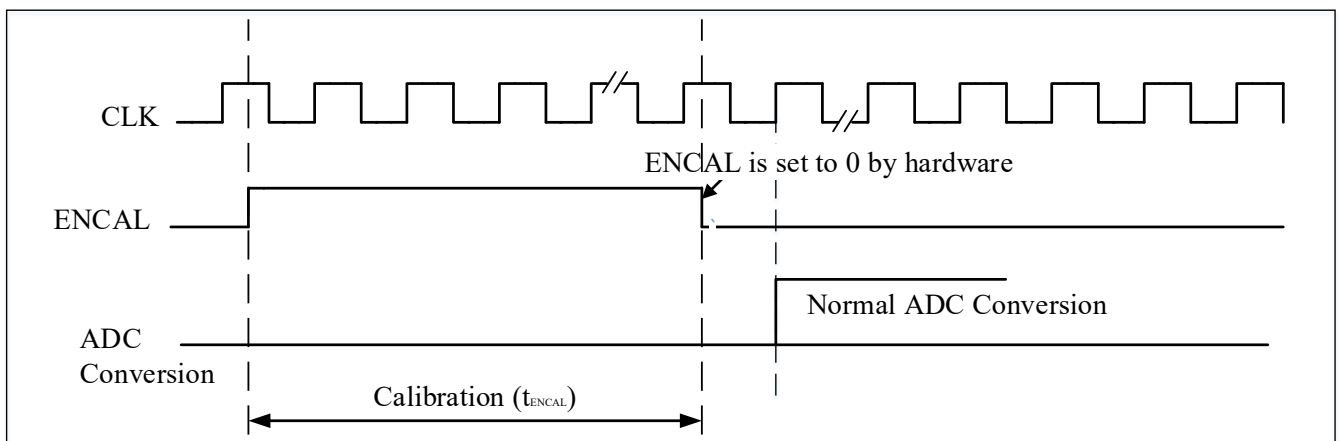 CLK
ENCAL is set to 0 by hardware
ENCAL
Normal ADC Conversion
ADC
Conversion
Calibration (tENCAL)